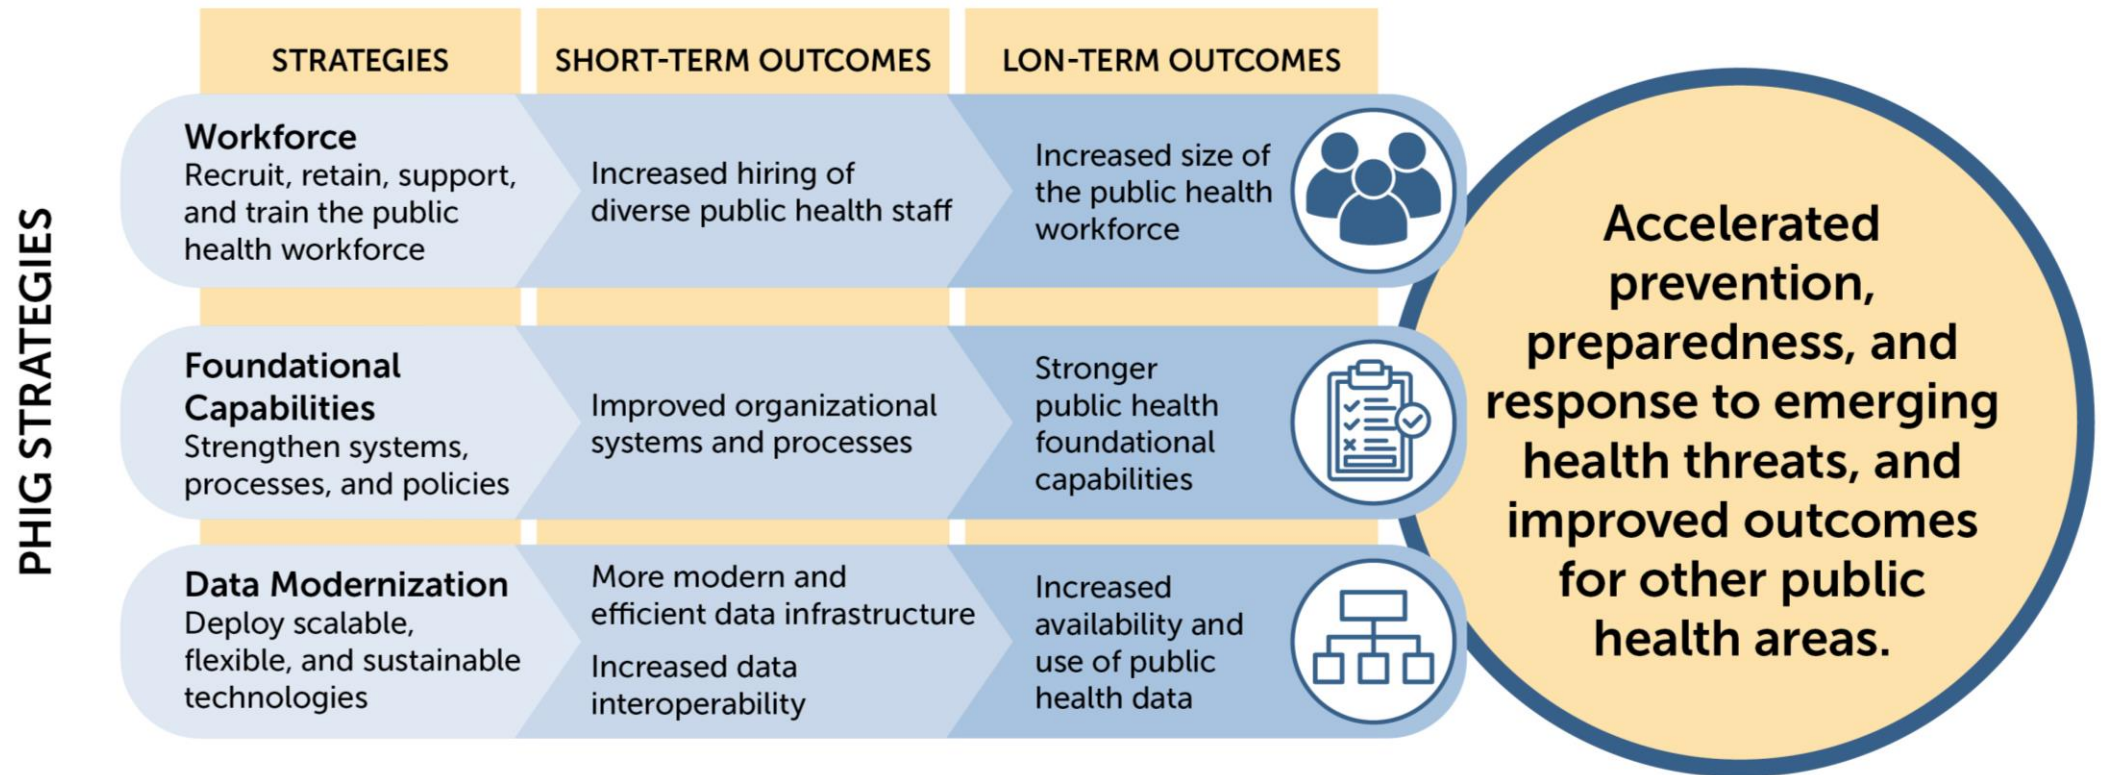 PHIG STRATEGIES
STRATEGIES
SHORT-TERM OUTCOMES
LON-TERM OUTCOMES
Workforce
Recruit, retain, support,
and train the public
health workforce
Increased hiring of
diverse public health staff
Increased size of
the public health
workforce
Foundational
Capabilities
Strengthen systems,
processes, and policies
Improved organizational
systems and processes
Stronger
public health
foundational
capabilities
Data Modernization
Deploy scalable,
flexible, and sustainable
technologies
More modern and
efficient data infrastructure
Increased data
interoperability
Increased
availability and
use of public
health data
Accelerated
prevention,
preparedness, and
response to emerging
health threats, and
improved outcomes
for other public
health areas.